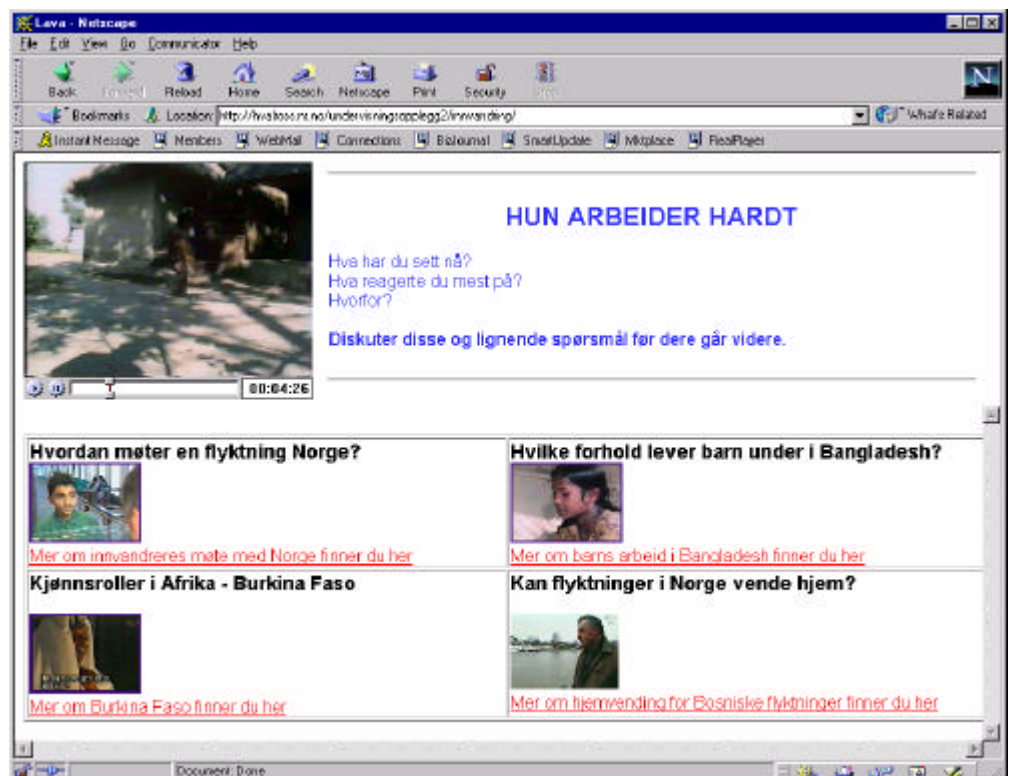 Lava - Netscape
File Edit View Go Communicator Help
Back Reload Home Search Netscape Print Security
Bookmarks Location: What's Related
N
Instant Message Members WebMail Connections BizJournal SmartUpdate Mktplace RealPlayer
HUN ARBEIDER HARDT
Hva har du sett nå?
Hva reagerte du mest på?
Hvorfor?
Diskuter disse og lignende spørsmål før dere går videre.
00:04:26
Hvordan møter en flyktning Norge?
Mer om innvandreres møte med Norge finner du her
Hvilke forhold lever barn under i Bangladesh?
Mer om barns arbeid i Bangladesh finner du her
Kjønnsroller i Afrika - Burkina Faso
Mer om Burkina Faso finner du her
Kan flyktninger i Norge vende hjem?
Mer om hjemvending for Bosniske flyktninger finner du her
Document: Done